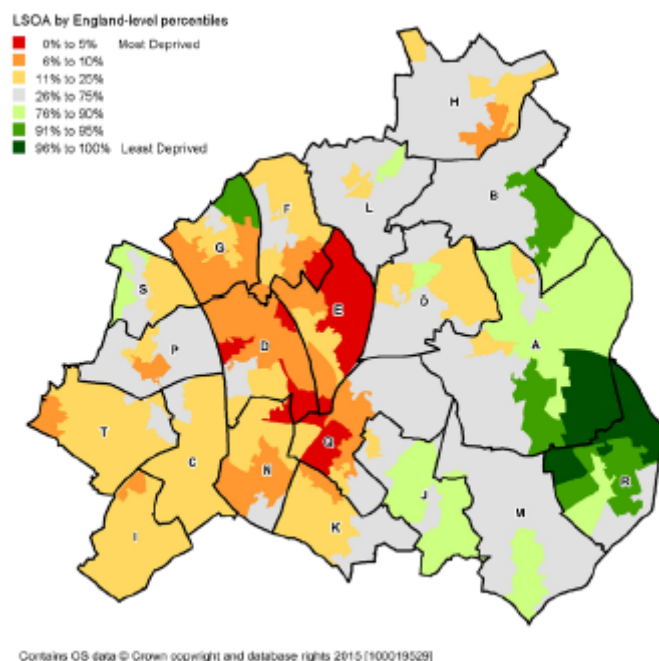 LSOA by England-level percentiles
0% to 5% Most Deprived
6% to 10%
11% to 25%
26% to 75%
76% to 90%
91% to 95%
96% to 100% Least Deprived
H
B
L
F
G
S
E
O
D
A
P
T
C
N
Q
J
R
M
K
I
Contains OS data © Crown copyright and database rights 2015 [100019529]